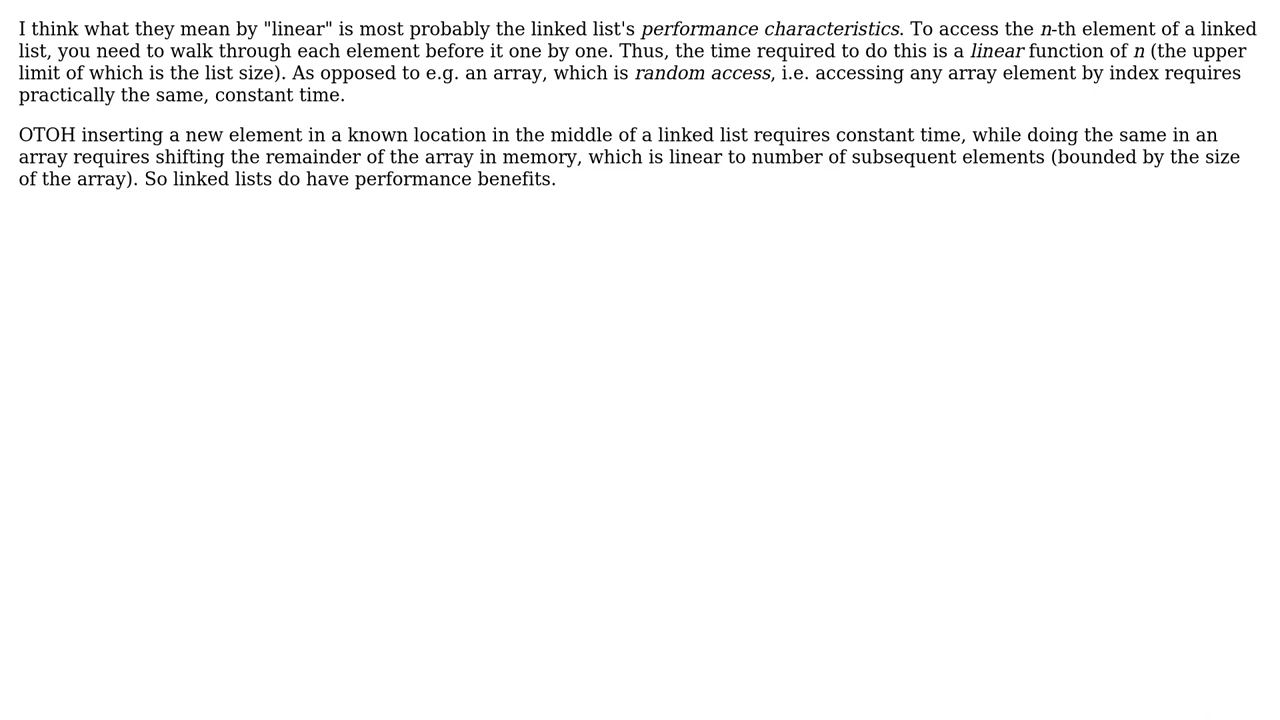 I think what they mean by "linear" is most probably the linked list's performance characteristics. To access the n-th element of a linked
list, you need to walk through each element before it one by one. Thus, the time required to do this is a linear function of n (the upper
limit of which is the list size). As opposed to e.g. an array, which is random access, i.e. accessing any array element by index requires
practically the same, constant time.
OTOH inserting a new element in a known location in the middle of a linked list requires constant time, while doing the same in an
array requires shifting the remainder of the array in memory, which is linear to number of subsequent elements (bounded by the size
of the array). So linked lists do have performance benefits.